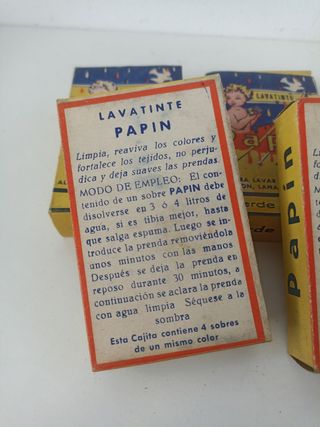 LAVATINTE
PAPIN
Limpia, reaviva los colores y
fortalece los tejidos, no perju-
dica y deja suaves las prendas.
MODO DE EMPLEO: El con-
tenido de un sobre PAPIN debe
disolverse en 3 ó 4 litros de
agua, si es tibia mejor, hasta
que salga espuma. Luego se in-
troduce la prenda removiéndola
unos minutos con las manos
Después se deja la prenda en
reposo durante 30 minutos, a
continuación se aclara la prenda
con agua limpia Séquese a la
sombra
Esta Cajita contiene 4 sobres
de un mismo color
LAVATINTE
RA LAVAR
LANA,
erde
Papin